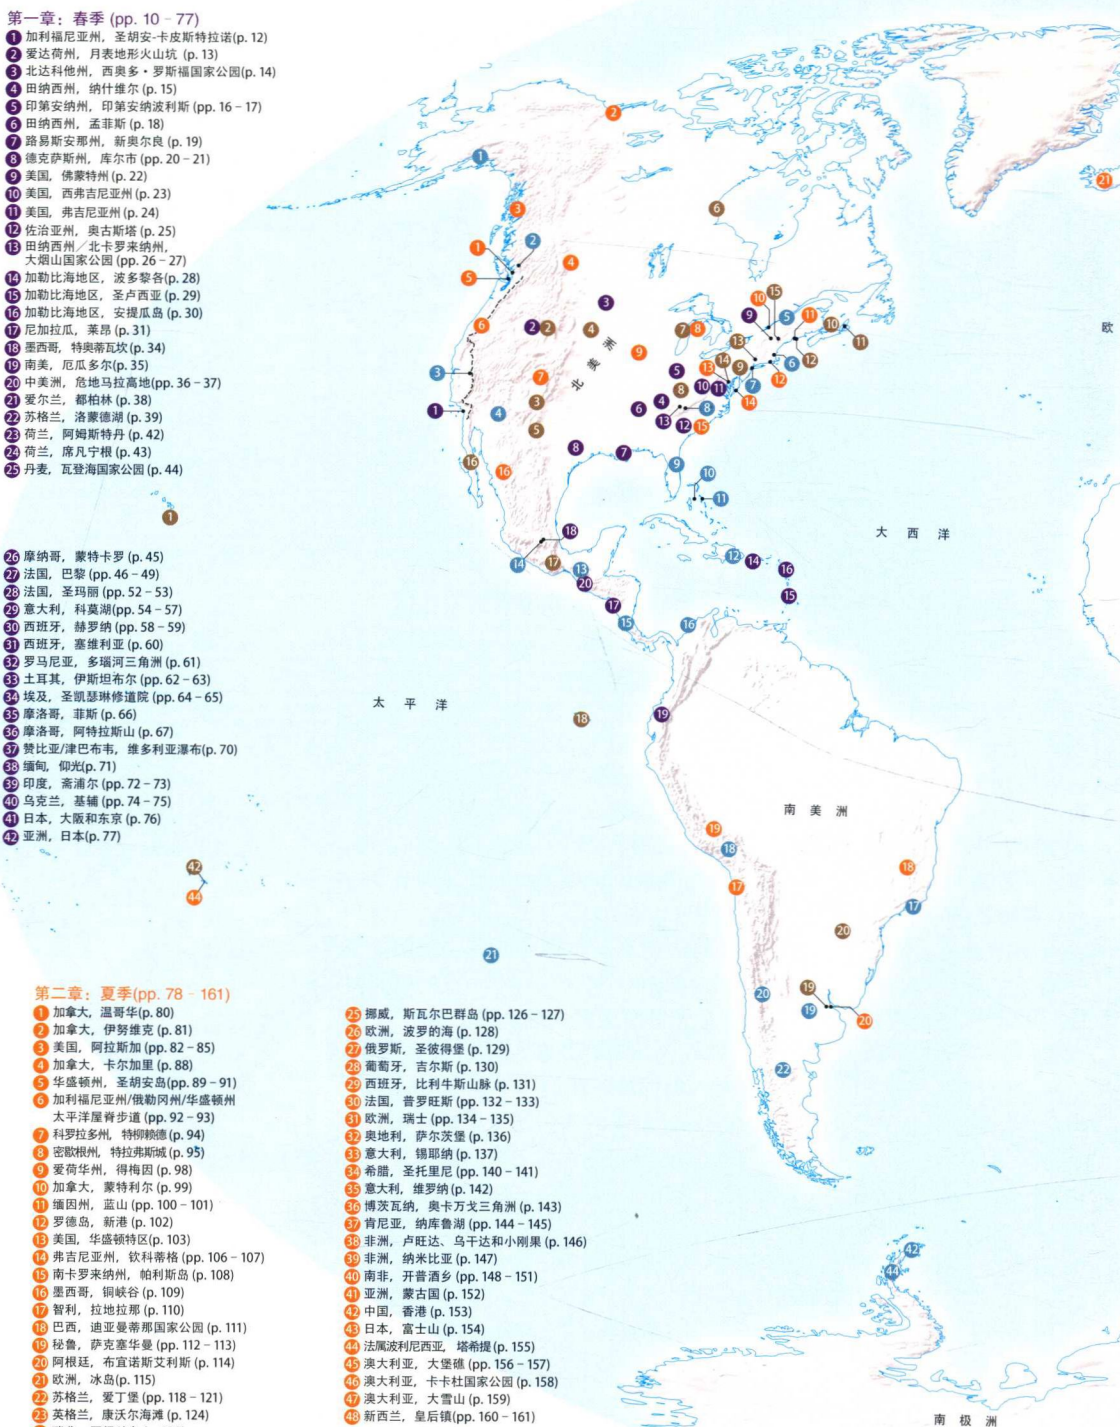 第一章：春季 (pp. 10 – 77)
1 加利福尼亚州，圣胡安-卡皮斯特拉诺(p. 12)
2 爱达荷州，月表地形火山坑 (p. 13)
3 北达科他州，西奥多・罗斯福国家公园(p. 14)
4 田纳西州，纳什维尔 (p. 15)
5 印第安纳州，印第安纳波利斯 (pp. 16 – 17)
6 田纳西州，孟菲斯 (p. 18)
7 路易斯安那州，新奥尔良 (p. 19)
8 德克萨斯州，库尔市 (pp. 20 – 21)
9 美国，佛蒙特州 (p. 22)
10 美国，西弗吉尼亚州 (p. 23)
11 美国，弗吉尼亚州 (p. 24)
12 佐治亚州，奥古斯塔 (p. 25)
13 田纳西州／北卡罗来纳州，
大烟山国家公园 (pp. 26 – 27)
14 加勒比海地区，波多黎各(p. 28)
15 加勒比海地区，圣卢西亚 (p. 29)
16 加勒比海地区，安提瓜岛 (p. 30)
17 尼加拉瓜，莱昂 (p. 31)
18 墨西哥，特奥蒂瓦坎 (p. 34)
19 南美，厄瓜多尔(p. 35)
20 中美洲，危地马拉高地(pp. 36 – 37)
21 爱尔兰，都柏林 (p. 38)
22 苏格兰，洛蒙德湖 (p. 39)
23 荷兰，阿姆斯特丹 (p. 42)
24 荷兰，席凡宁根 (p. 43)
25 丹麦，瓦登海国家公园 (p. 44)
26 摩纳哥，蒙特卡罗 (p. 45)
27 法国，巴黎 (pp. 46 – 49)
28 法国，圣玛丽 (pp. 52 – 53)
29 意大利，科莫湖(pp. 54 – 57)
30 西班牙，赫罗纳 (pp. 58 – 59)
31 西班牙，塞维利亚 (p. 60)
32 罗马尼亚，多瑙河三角洲 (p. 61)
33 土耳其，伊斯坦布尔 (pp. 62 – 63)
34 埃及，圣凯瑟琳修道院 (pp. 64 – 65)
35 摩洛哥，菲斯 (p. 66)
36 摩洛哥，阿特拉斯山 (p. 67)
37 赞比亚/津巴布韦，维多利亚瀑布(p. 70)
38 缅甸，仰光(p. 71)
39 印度，斋浦尔 (pp. 72 – 73)
40 乌克兰，基辅 (pp. 74 – 75)
41 日本，大阪和东京 (p. 76)
42 亚洲，日本(p. 77)
北美洲
大西洋
欧
太平洋
南美洲
南极洲
第二章：夏季(pp. 78 – 161)
1 加拿大，温哥华(p. 80)
2 加拿大，伊努维克 (p. 81)
3 美国，阿拉斯加 (pp. 82 – 85)
4 加拿大，卡尔加里 (p. 88)
5 华盛顿州，圣胡安岛(pp. 89 – 91)
6 加利福尼亚州/俄勒冈州/华盛顿州
太平洋屋脊步道 (pp. 92 – 93)
7 科罗拉多州，特柳赖德(p. 94)
8 密歇根州，特拉弗斯城(p. 95)
9 爱荷华州，得梅因 (p. 98)
10 加拿大，蒙特利尔 (p. 99)
11 缅因州，蓝山 (pp. 100 – 101)
12 罗德岛，新港 (p. 102)
13 美国，华盛顿特区(p. 103)
14 弗吉尼亚州，钦科蒂格 (pp. 106 – 107)
15 南卡罗来纳州，帕利斯岛 (p. 108)
16 墨西哥，铜峡谷 (p. 109)
17 智利，拉地拉那 (p. 110)
18 巴西，迪亚曼蒂那国家公园 (p. 111)
19 秘鲁，萨克塞华曼 (pp. 112 – 113)
20 阿根廷，布宜诺斯艾利斯 (p. 114)
21 欧洲，冰岛(p. 115)
22 苏格兰，爱丁堡 (pp. 118 – 121)
23 英格兰，康沃尔海滩 (p. 124)
25 挪威，斯瓦尔巴群岛 (pp. 126 – 127)
26 欧洲，波罗的海 (p. 128)
27 俄罗斯，圣彼得堡 (p. 129)
28 葡萄牙，吉尔斯 (p. 130)
29 西班牙，比利牛斯山脉 (p. 131)
30 法国，普罗旺斯 (pp. 132 – 133)
31 欧洲，瑞士 (pp. 134 – 135)
32 奥地利，萨尔茨堡 (p. 136)
33 意大利，锡耶纳 (p. 137)
34 希腊，圣托里尼 (pp. 140 – 141)
35 意大利，维罗纳 (p. 142)
36 博茨瓦纳，奥卡万戈三角洲 (p. 143)
37 肯尼亚，纳库鲁湖 (pp. 144 – 145)
38 非洲，卢旺达、乌干达和小刚果 (p. 146)
39 非洲，纳米比亚 (p. 147)
40 南非，开普酒乡 (pp. 148 – 151)
41 亚洲，蒙古国 (p. 152)
42 中国，香港 (p. 153)
43 日本，富士山 (p. 154)
44 法属波利尼西亚，塔希提 (p. 155)
45 澳大利亚，大堡礁 (pp. 156 – 157)
46 澳大利亚，卡卡杜国家公园 (p. 158)
47 澳大利亚，大雪山 (p. 159)
48 新西兰，皇后镇(pp. 160 – 161)